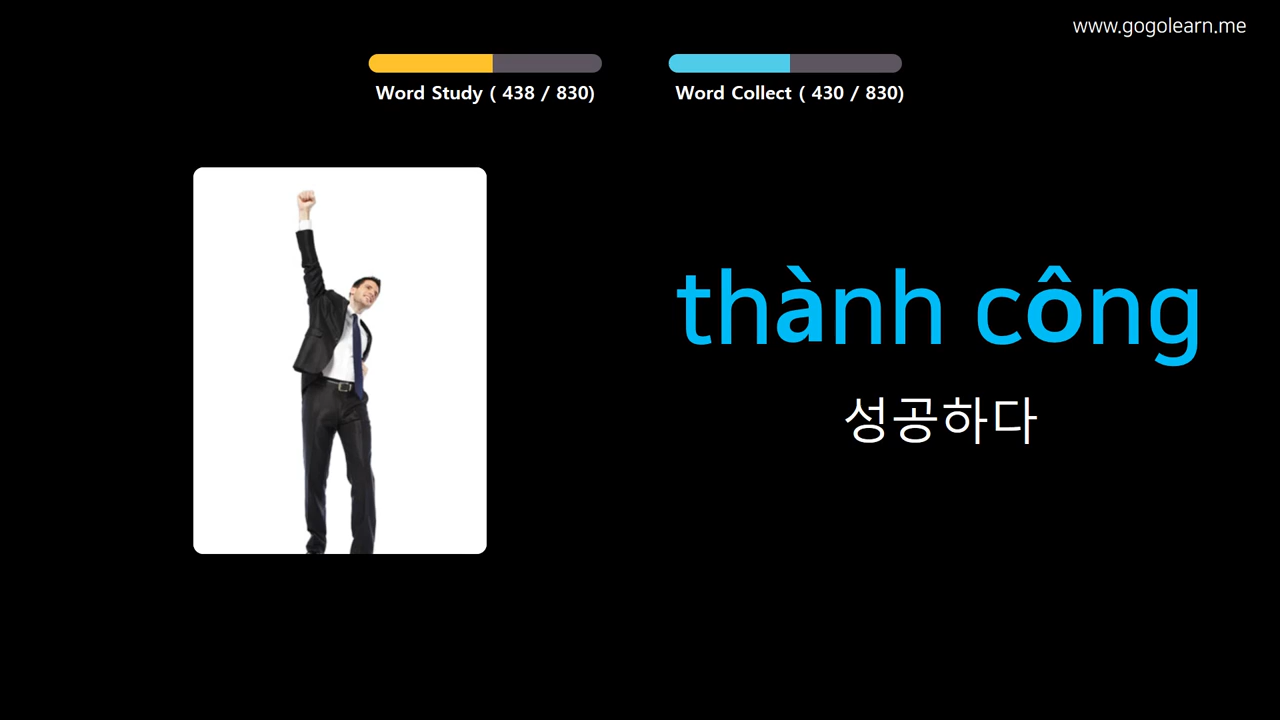 www.gogolearn.me
Word Study ( 438 / 830)
Word Collect ( 430 / 830)
thành công
성공하다